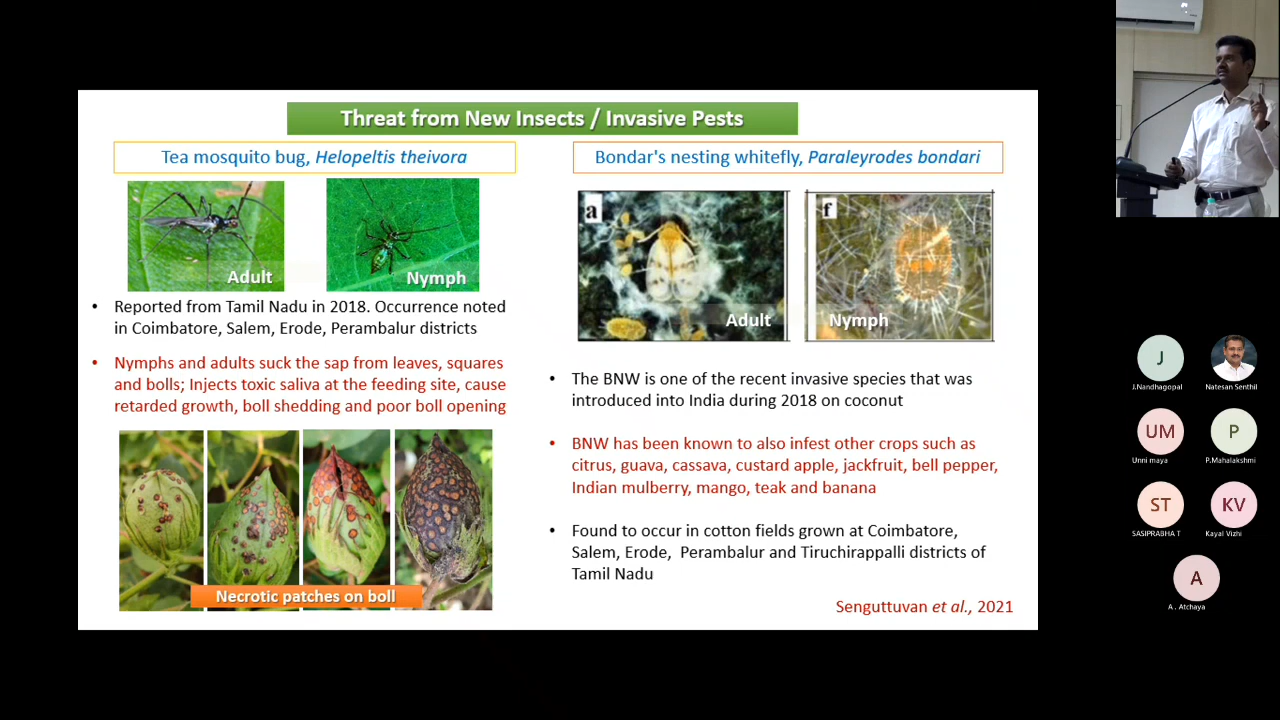 Threat from New Insects / Invasive Pests
Tea mosquito bug, Helopeltis theivora
Adult
Nymph
• Reported from Tamil Nadu in 2018. Occurrence noted
in Coimbatore, Salem, Erode, Perambalur districts
• Nymphs and adults suck the sap from leaves, squares
and bolls; Injects toxic saliva at the feeding site, cause
retarded growth, boll shedding and poor boll opening
Necrotic patches on boll
Bondar's nesting whitefly, Paraleyrodes bondari
a
f
Adult
Nymph
• The BNW is one of the recent invasive species that was
introduced into India during 2018 on coconut
• BNW has been known to also infest other crops such as
citrus, guava, cassava, custard apple, jackfruit, bell pepper,
Indian mulberry, mango, teak and banana
• Found to occur in cotton fields grown at Coimbatore,
Salem, Erode, Perambalur and Tiruchirappalli districts of
Tamil Nadu
Senguttuvan et al., 2021
J
J.Nandhagopal
Natesan Senthil
UM
Unni maya
P
P.Mahalakshmi
ST
SASIPRABHA T
KV
Kayal Vizhi
A
A . Atchaya